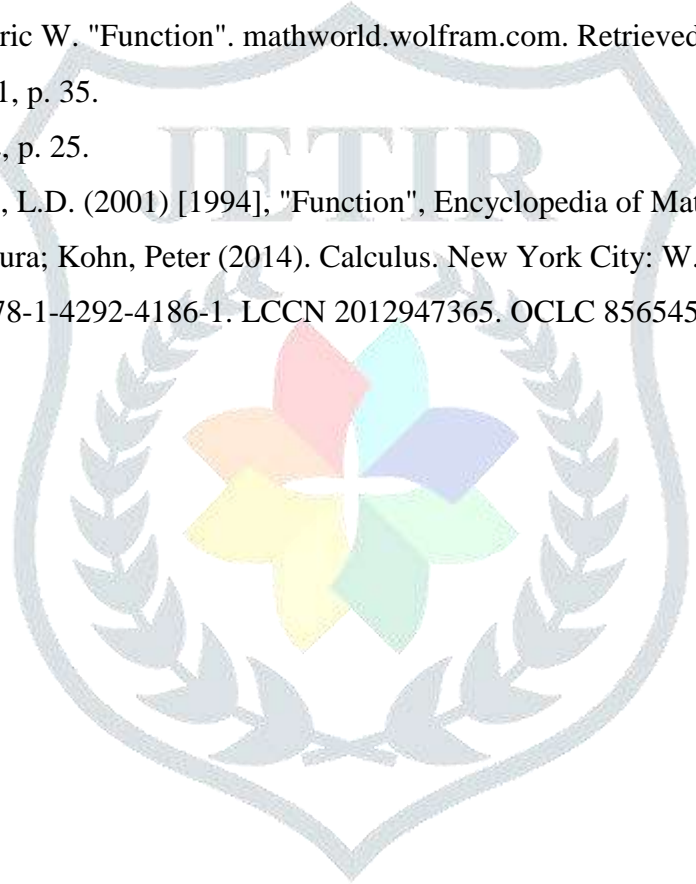 ric W. "Function". mathworld.wolfram.com. Retrieved
1, p. 35.
, p. 25.
, L.D. (2001) [1994], "Function", Encyclopedia of Mat
ura; Kohn, Peter (2014). Calculus. New York City: W.
78-1-4292-4186-1. LCCN 2012947365. OCLC 856545
JETIR